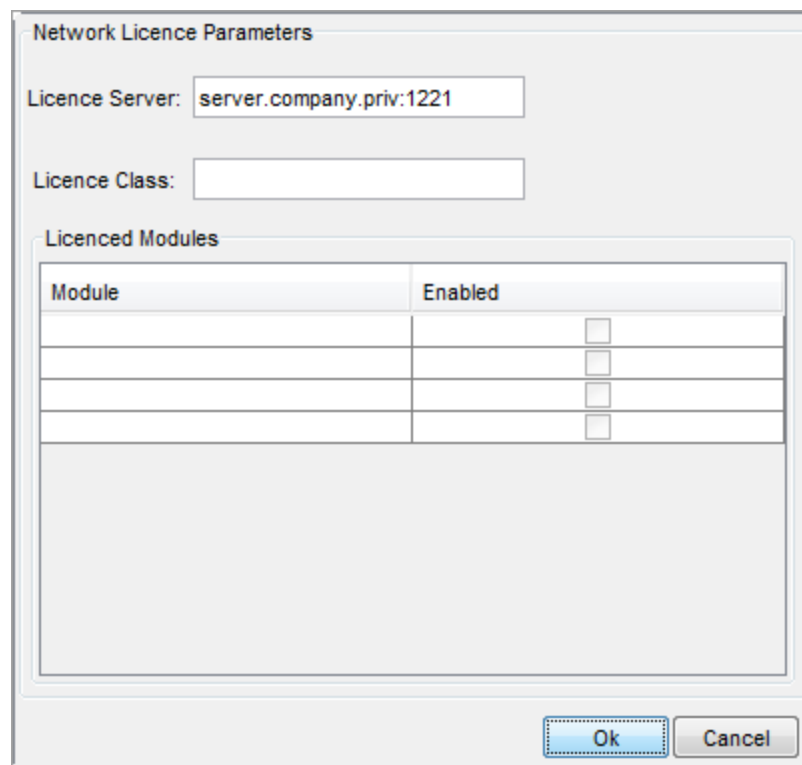 Network Licence Parameters
Licence Server: server.company.priv:1221
Licence Class:
Licenced Modules
Module Enabled
Ok Cancel